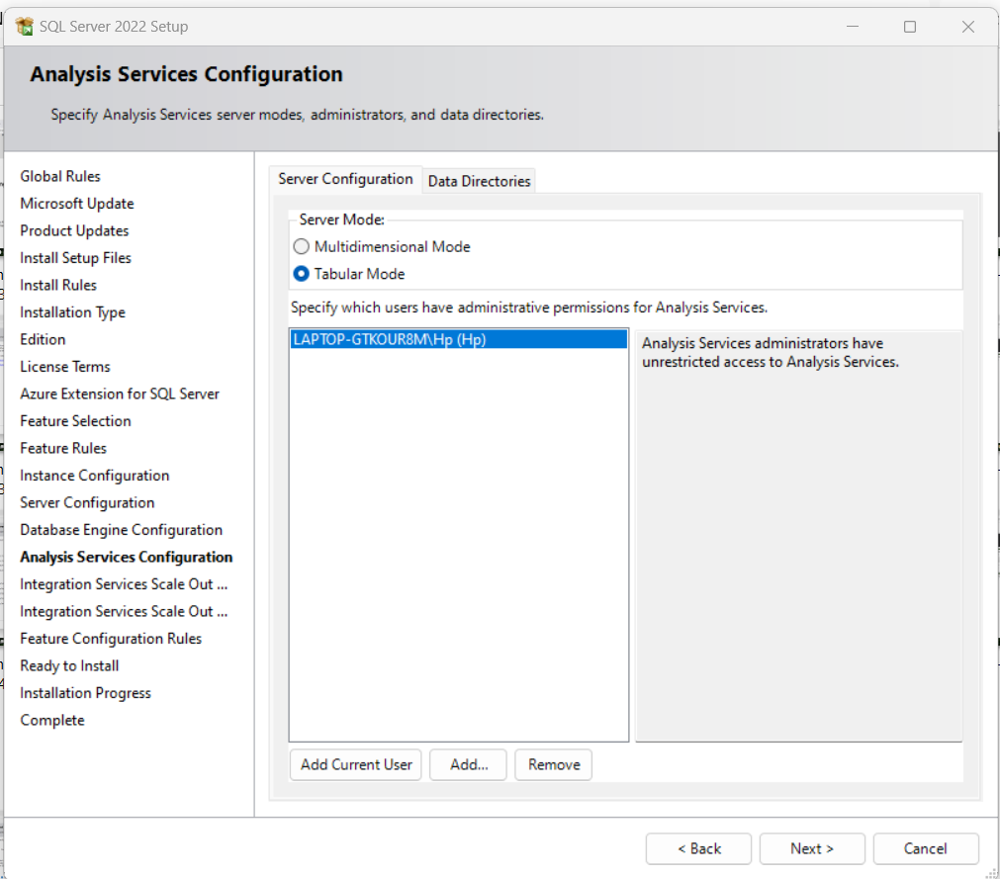 SQL Server 2022 Setup
Analysis Services Configuration
Specify Analysis Services server modes, administrators, and data directories.
Global Rules
Microsoft Update
Product Updates
Install Setup Files
Install Rules
Installation Type
Edition
License Terms
Azure Extension for SQL Server
Feature Selection
Feature Rules
Instance Configuration
Server Configuration
Database Engine Configuration
Analysis Services Configuration
Integration Services Scale Out ...
Integration Services Scale Out ...
Feature Configuration Rules
Ready to Install
Installation Progress
Complete
Server Configuration
Data Directories
Server Mode:
Multidimensional Mode
Tabular Mode
Specify which users have administrative permissions for Analysis Services.
LAPTOP-GTKOUR8M\Hp (Hp)
Analysis Services administrators have
unrestricted access to Analysis Services.
Add Current User
Add...
Remove
< Back
Next >
Cancel